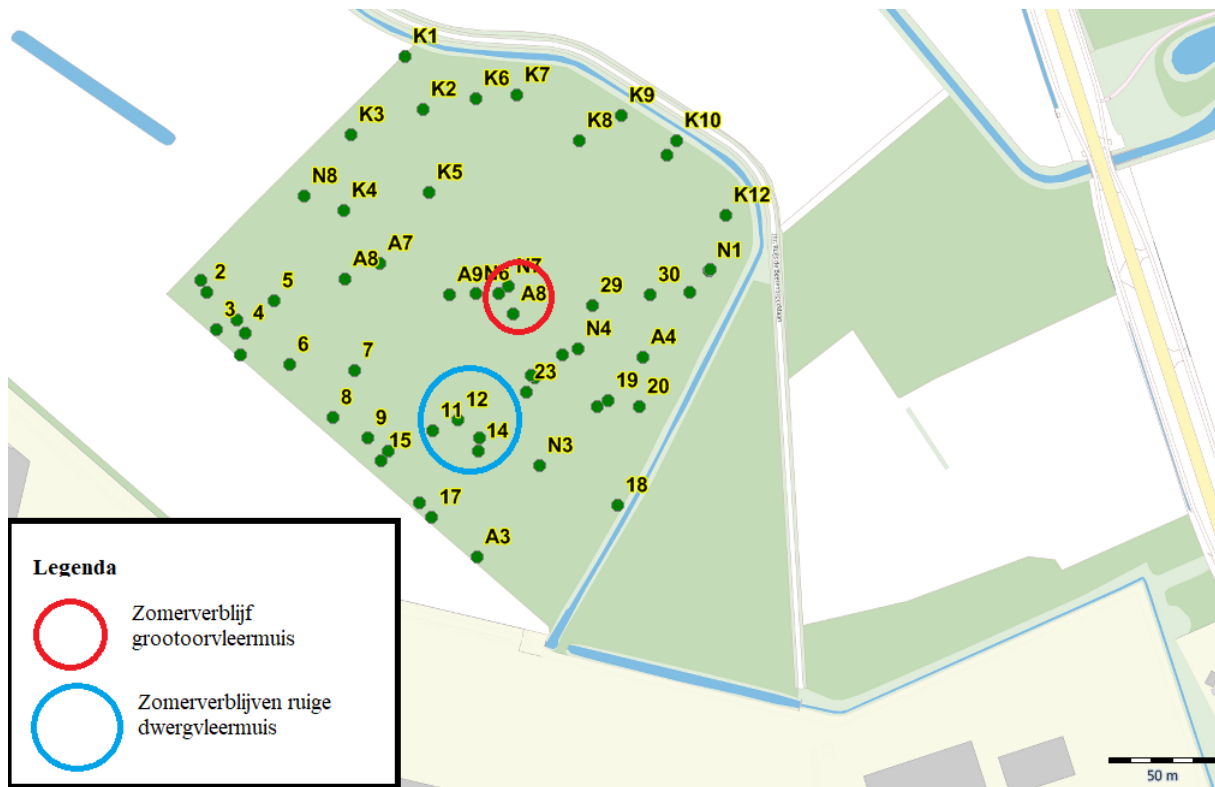 K1
K6
K7
K2
K9
K3
K8
K10
N8
K4
K5
K12
A7
N1
A8
N7
2
5
A9
N6
A8
29
30
3
4
N4
A4
6
7
23
19
20
8
11
12
9
14
15
N3
17
18
A3
Legenda
Zomerverblijf
grootoorvleermuis
Zomerverblijven ruige
dwergvleermuis
50 m